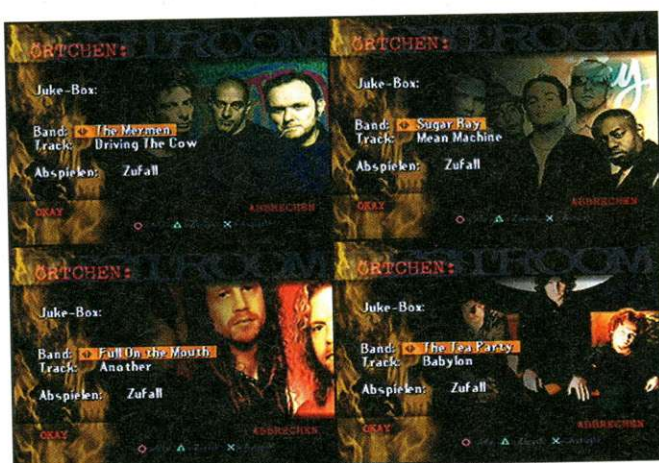 ÖRTCHEN:
Juke-Box:
Band: The Mermen
Track: Driving The Cow
Abspielen: Zufall
OKAY
ABBRECHEN
ÖRTCHEN:
Juke-Box:
Band: Sugar Ray
Track: Mean Machine
Abspielen: Zufall
OKAY
ABBRECHEN
ÖRTCHEN:
Juke-Box:
Band: Full On the Mouth
Track: Another
Abspielen: Zufall
OKAY
ABBRECHEN
ÖRTCHEN:
Juke-Box:
Band: The Tea Party
Track: Babylon
Abspielen: Zufall
OKAY
ABBRECHEN